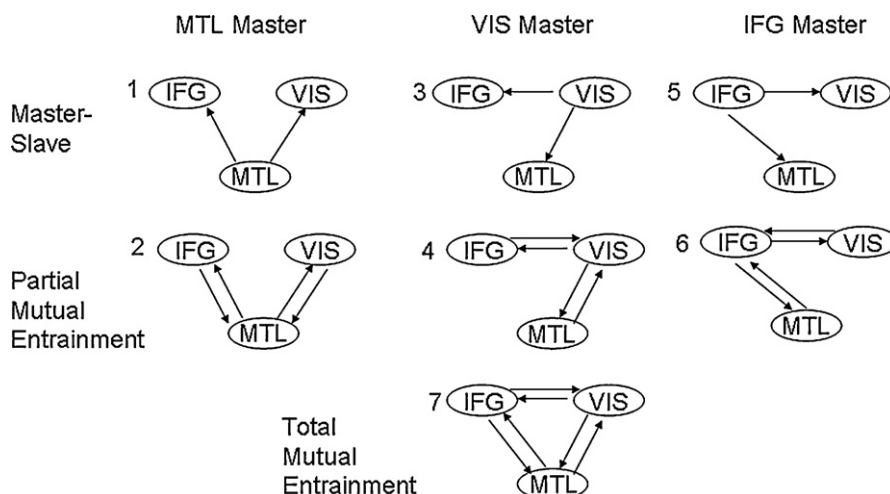 MTL Master VIS Master IFG Master
1 IFG VIS 3 IFG VIS 5 IFG VIS
Master-
Slave
MTL MTL MTL
2 IFG VIS 4 IFG VIS 6 IFG VIS
Partial
Mutual
Entrainment
MTL MTL MTL
7 IFG VIS
Total
Mutual
Entrainment
MTL